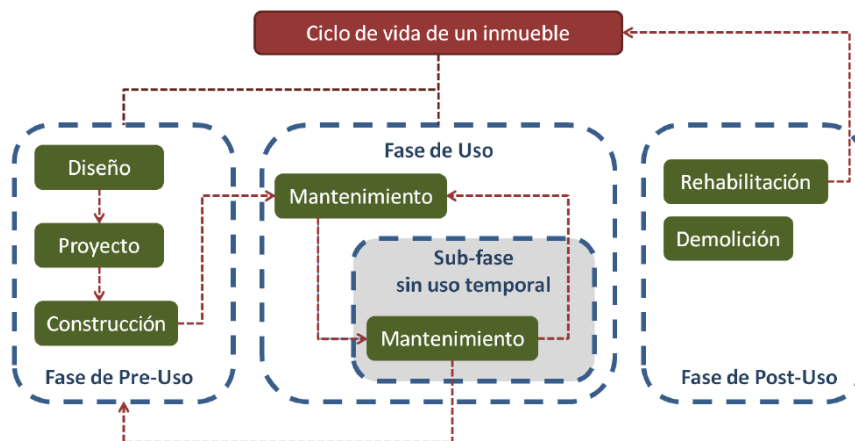 Ciclo de vida de un inmueble
Diseño
Proyecto
Construcción
Fase de Pre-Uso
Fase de Uso
Mantenimiento
Sub-fase
sin uso temporal
Mantenimiento
Rehabilitación
Demolición
Fase de Post-Uso